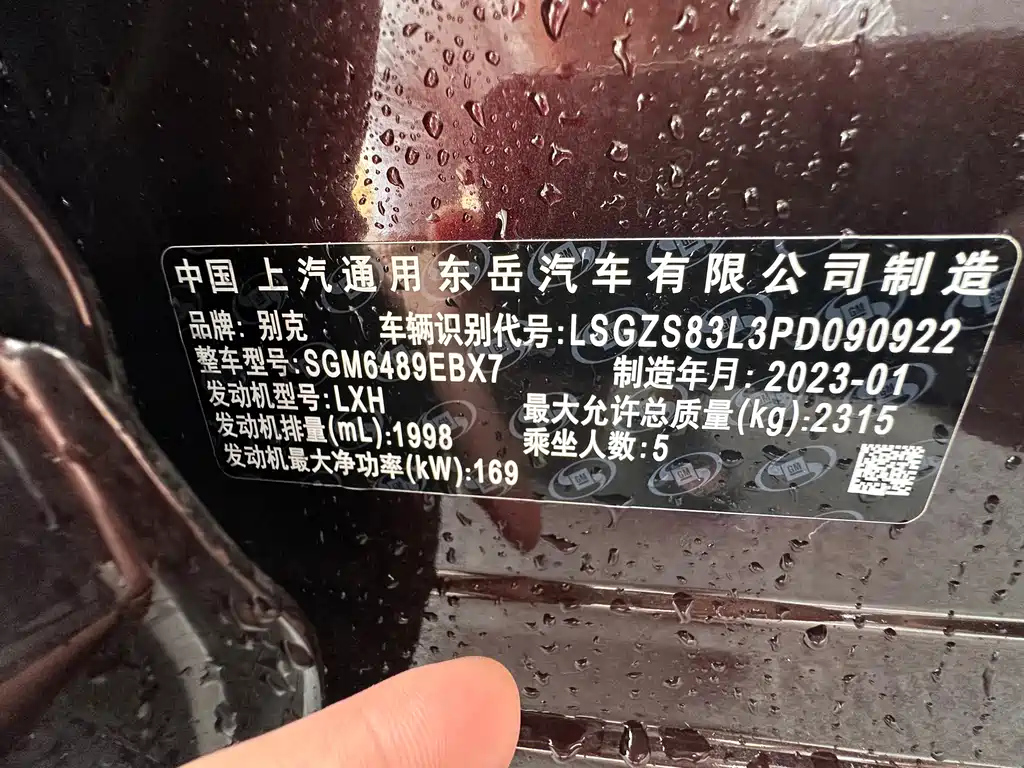 中国 上汽通用东岳汽车有限公司制造
品牌: 别克 车辆识别代号:LSGZS83L3PD090922
整车型号:SGM6489EBX7 制造年月: 2023-01
发动机型号:LXH 最大允许总质量(kg):2315
发动机排量(mL):1998 乘坐人数:5
发动机最大净功率(kW):169